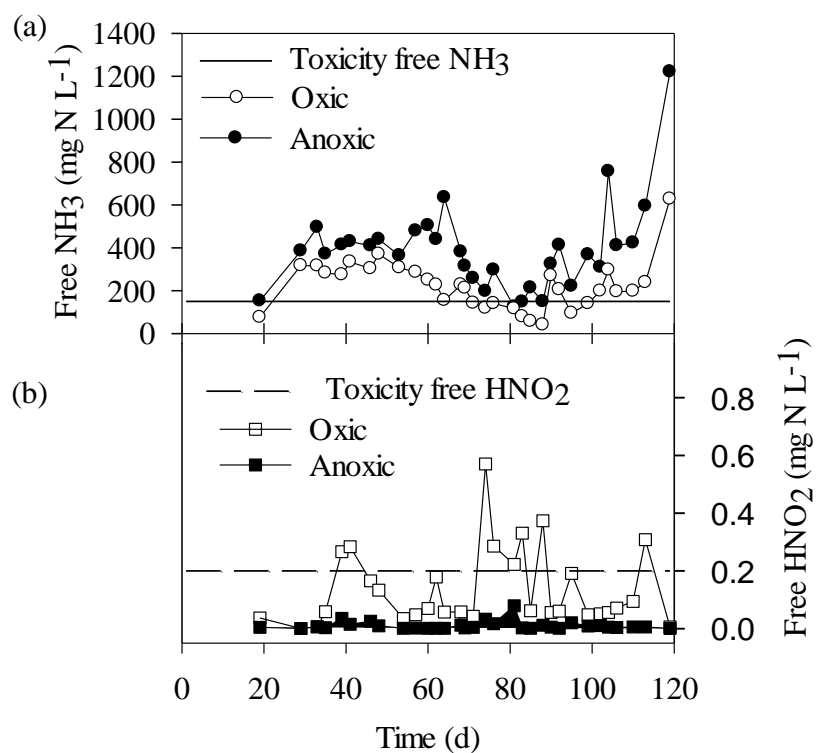 (a)
1400
1200
1000
800
600
400
200
0
Free NH3 (mg N L-1)
Toxicity free NH3
Oxic
Anoxic
(b)
Toxicity free HNO2
Oxic
Anoxic
0.8
0.6
0.4
0.2
0.0
Free HNO2 (mg N L-1)
0 20 40 60 80 100 120
Time (d)